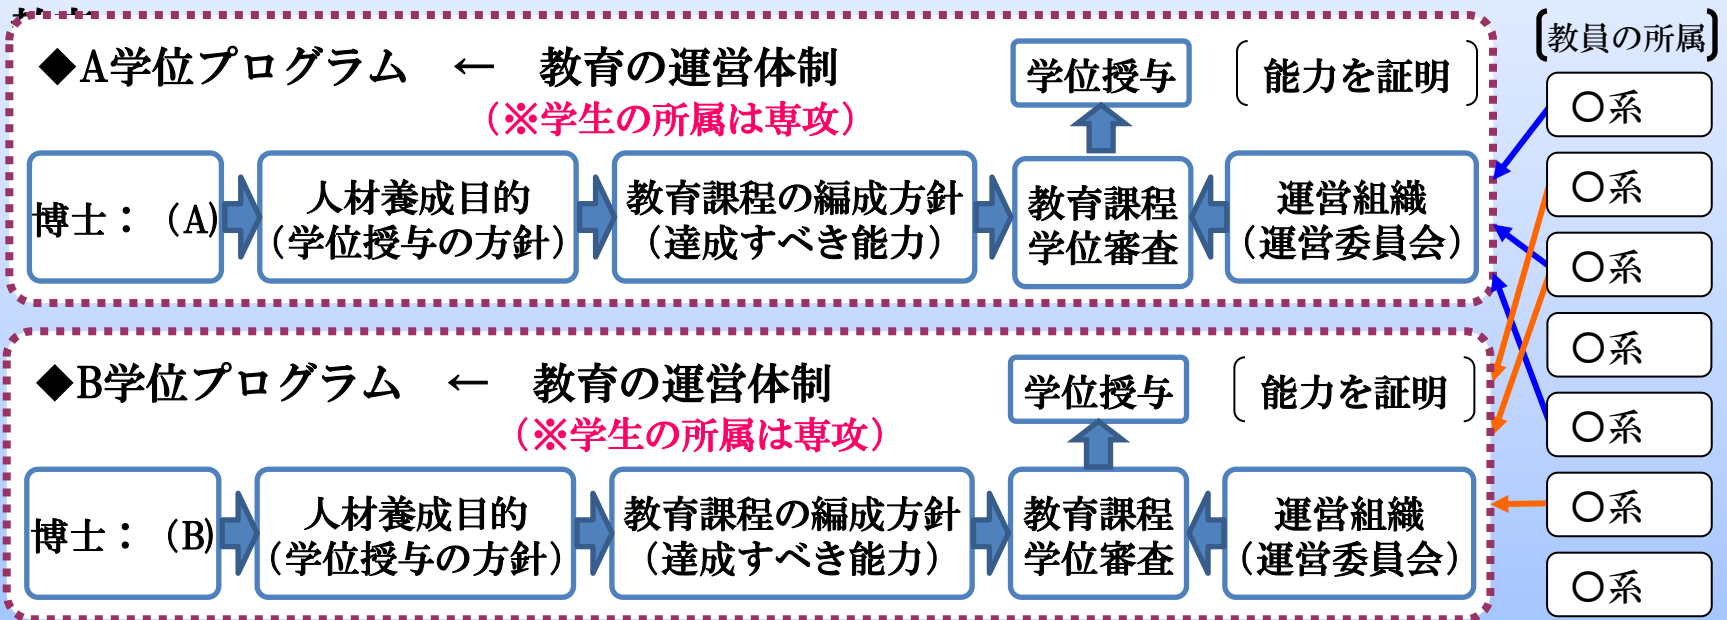 ◆A学位プログラム ← 教育の運営体制
(※学生の所属は専攻)
学位授与
能力を証明
博士：(A)
人材養成目的
(学位授与の方針)
教育課程の編成方針
(達成すべき能力)
教育課程
学位審査
運営組織
(運営委員会)
◆B学位プログラム ← 教育の運営体制
(※学生の所属は専攻)
学位授与
能力を証明
博士：(B)
人材養成目的
(学位授与の方針)
教育課程の編成方針
(達成すべき能力)
教育課程
学位審査
運営組織
(運営委員会)
教員の所属
〇系
〇系
〇系
〇系
〇系
〇系
〇系